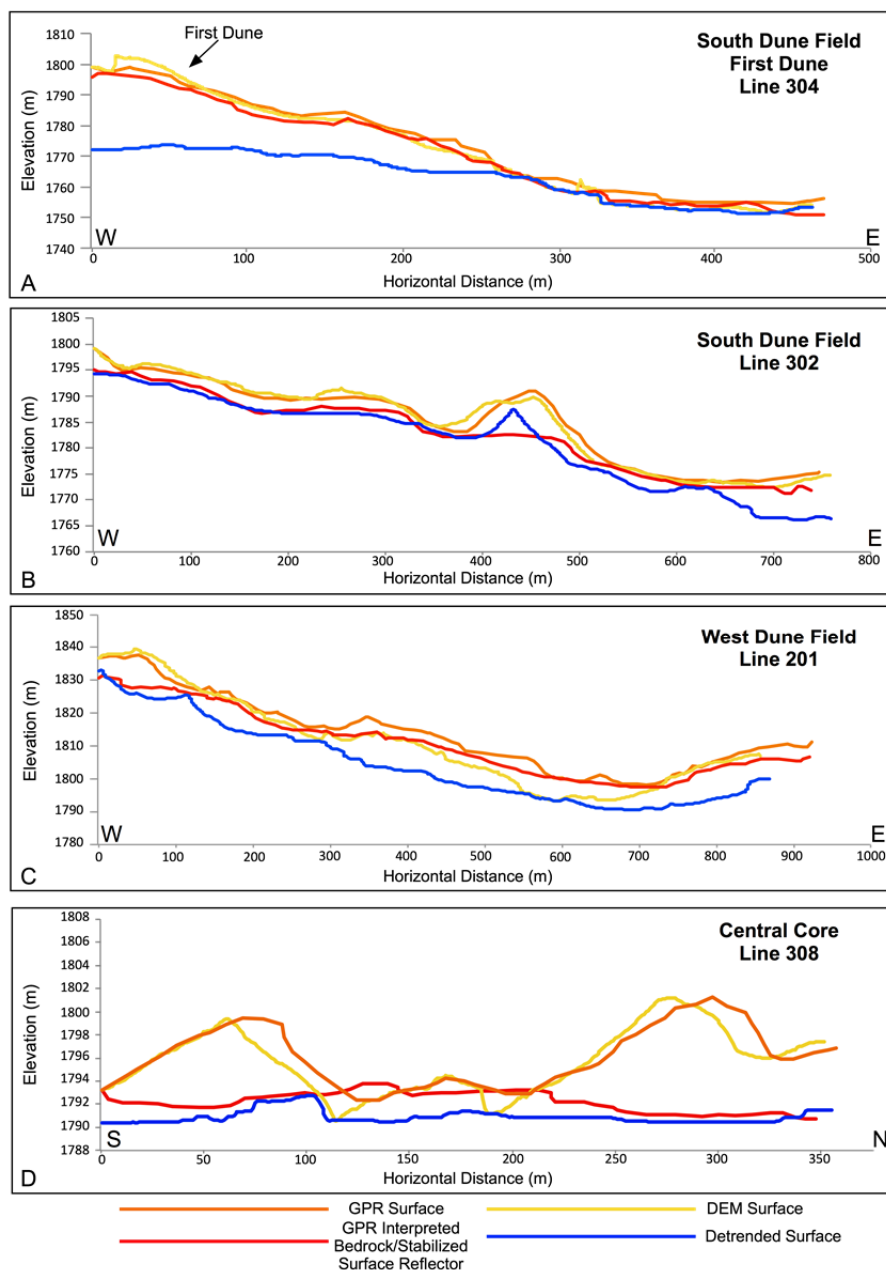 South Dune Field
First Dune
Line 304
First Dune
1810
1800
1790
1780
1770
1760
1750
1740
Elevation (m)
W
E
0
100
200
300
400
500
Horizontal Distance (m)
A
South Dune Field
Line 302
1805
1800
1795
1790
1785
1780
1775
1770
1765
1760
Elevation (m)
W
E
0
100
200
300
400
500
600
700
800
Horizontal Distance (m)
B
West Dune Field
Line 201
1850
1840
1830
1820
1810
1800
1790
1780
Elevation (m)
W
E
0
100
200
300
400
500
600
700
800
900
1000
Horizontal Distance (m)
C
Central Core
Line 308
1808
1806
1804
1802
1800
1798
1796
1794
1792
1790
1788
Elevation (m)
S
N
0
50
100
150
200
250
300
350
Horizontal Distance (m)
D
GPR Surface
GPR Interpreted
Bedrock/Stabilized
Surface Reflector
DEM Surface
Detrended Surface